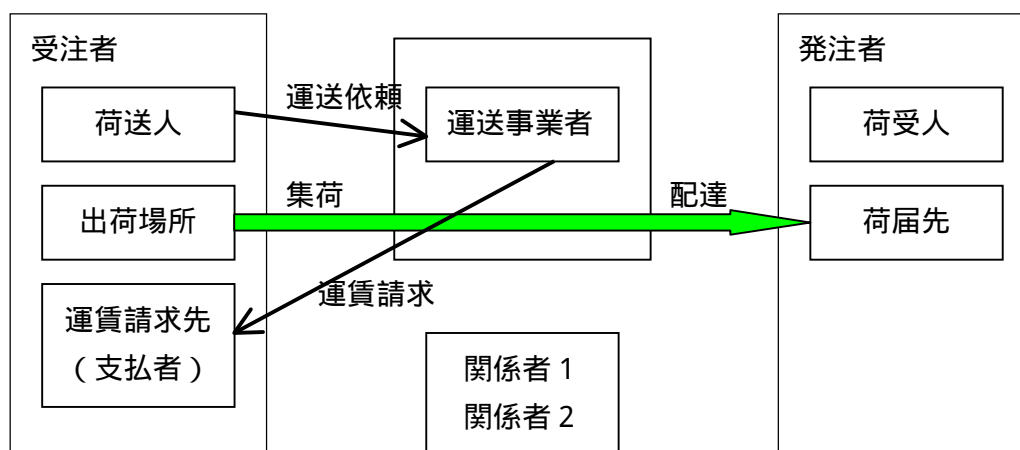 受注者
発注者
荷送人
運送依頼
運送事業者
荷受人
集荷
配達
出荷場所
荷届先
運賃請求
運賃請求先
(支払者)
関係者1
関係者2